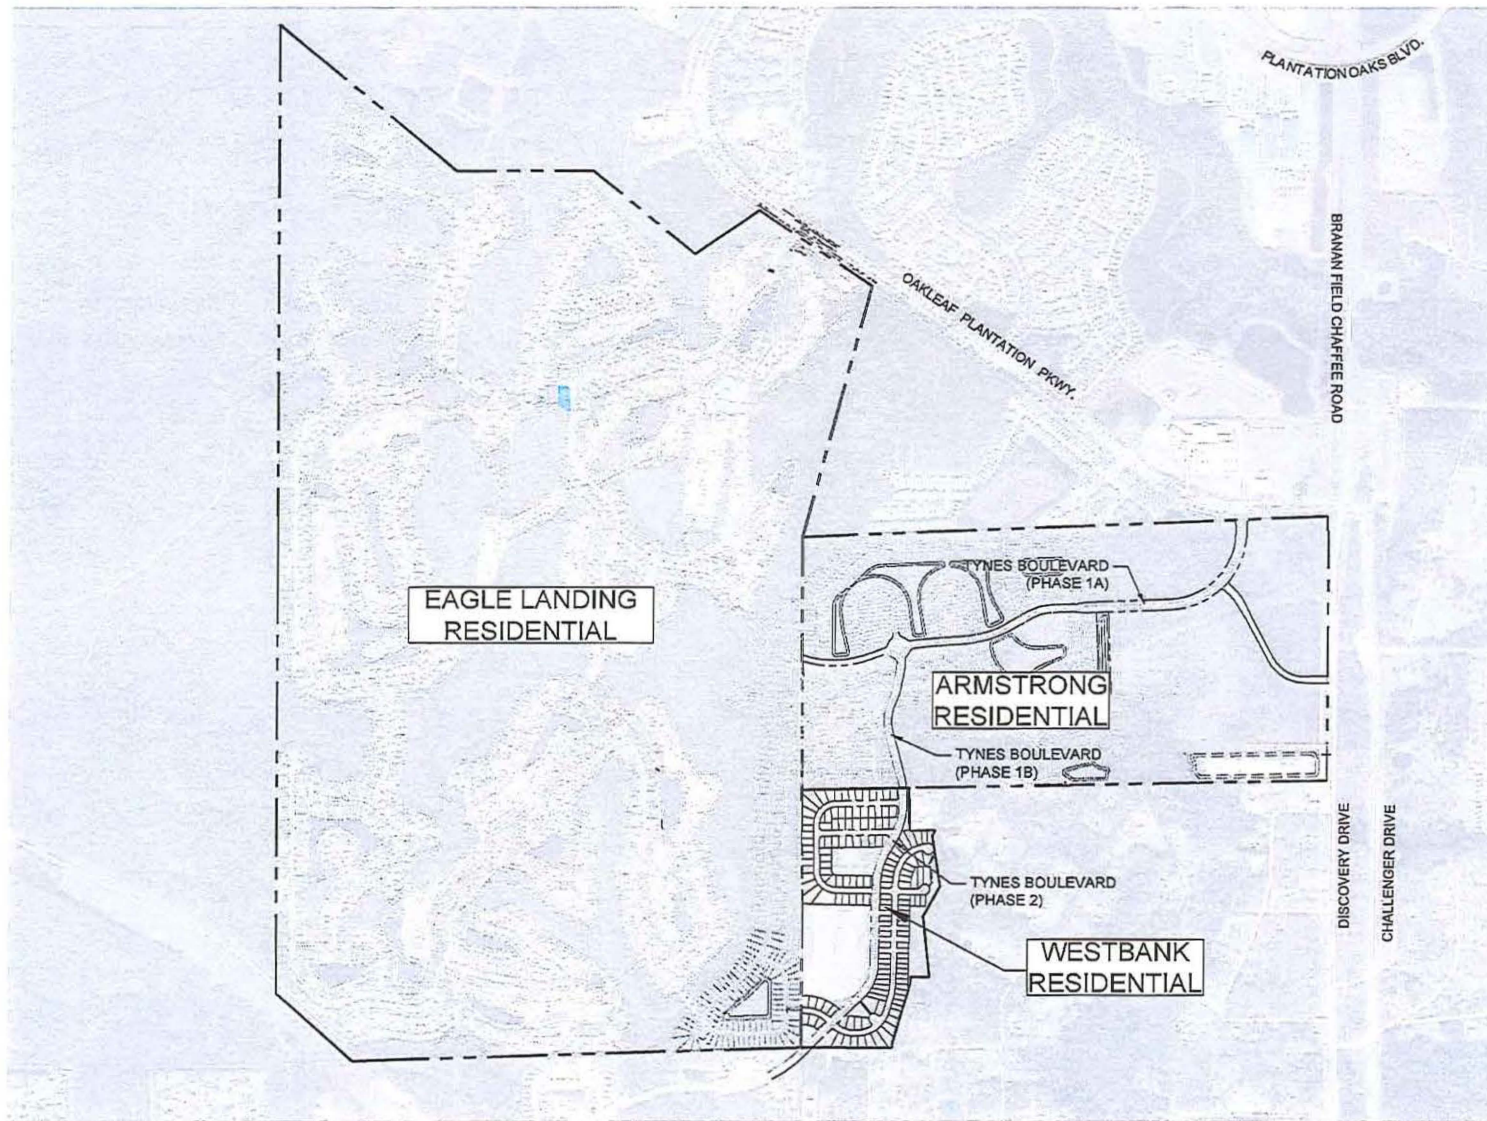 PLANTATION OAKS BLVD.
BRANAN FIELD CHAFFEE ROAD
OAKLEAF PLANTATION PKWY.
TYNES BOULEVARD
(PHASE 1A)
EAGLE LANDING
RESIDENTIAL
ARMSTRONG
RESIDENTIAL
TYNES BOULEVARD
(PHASE 1B)
DISCOVERY DRIVE
CHALLENGER DRIVE
TYNES BOULEVARD
(PHASE 2)
WESTBANK
RESIDENTIAL